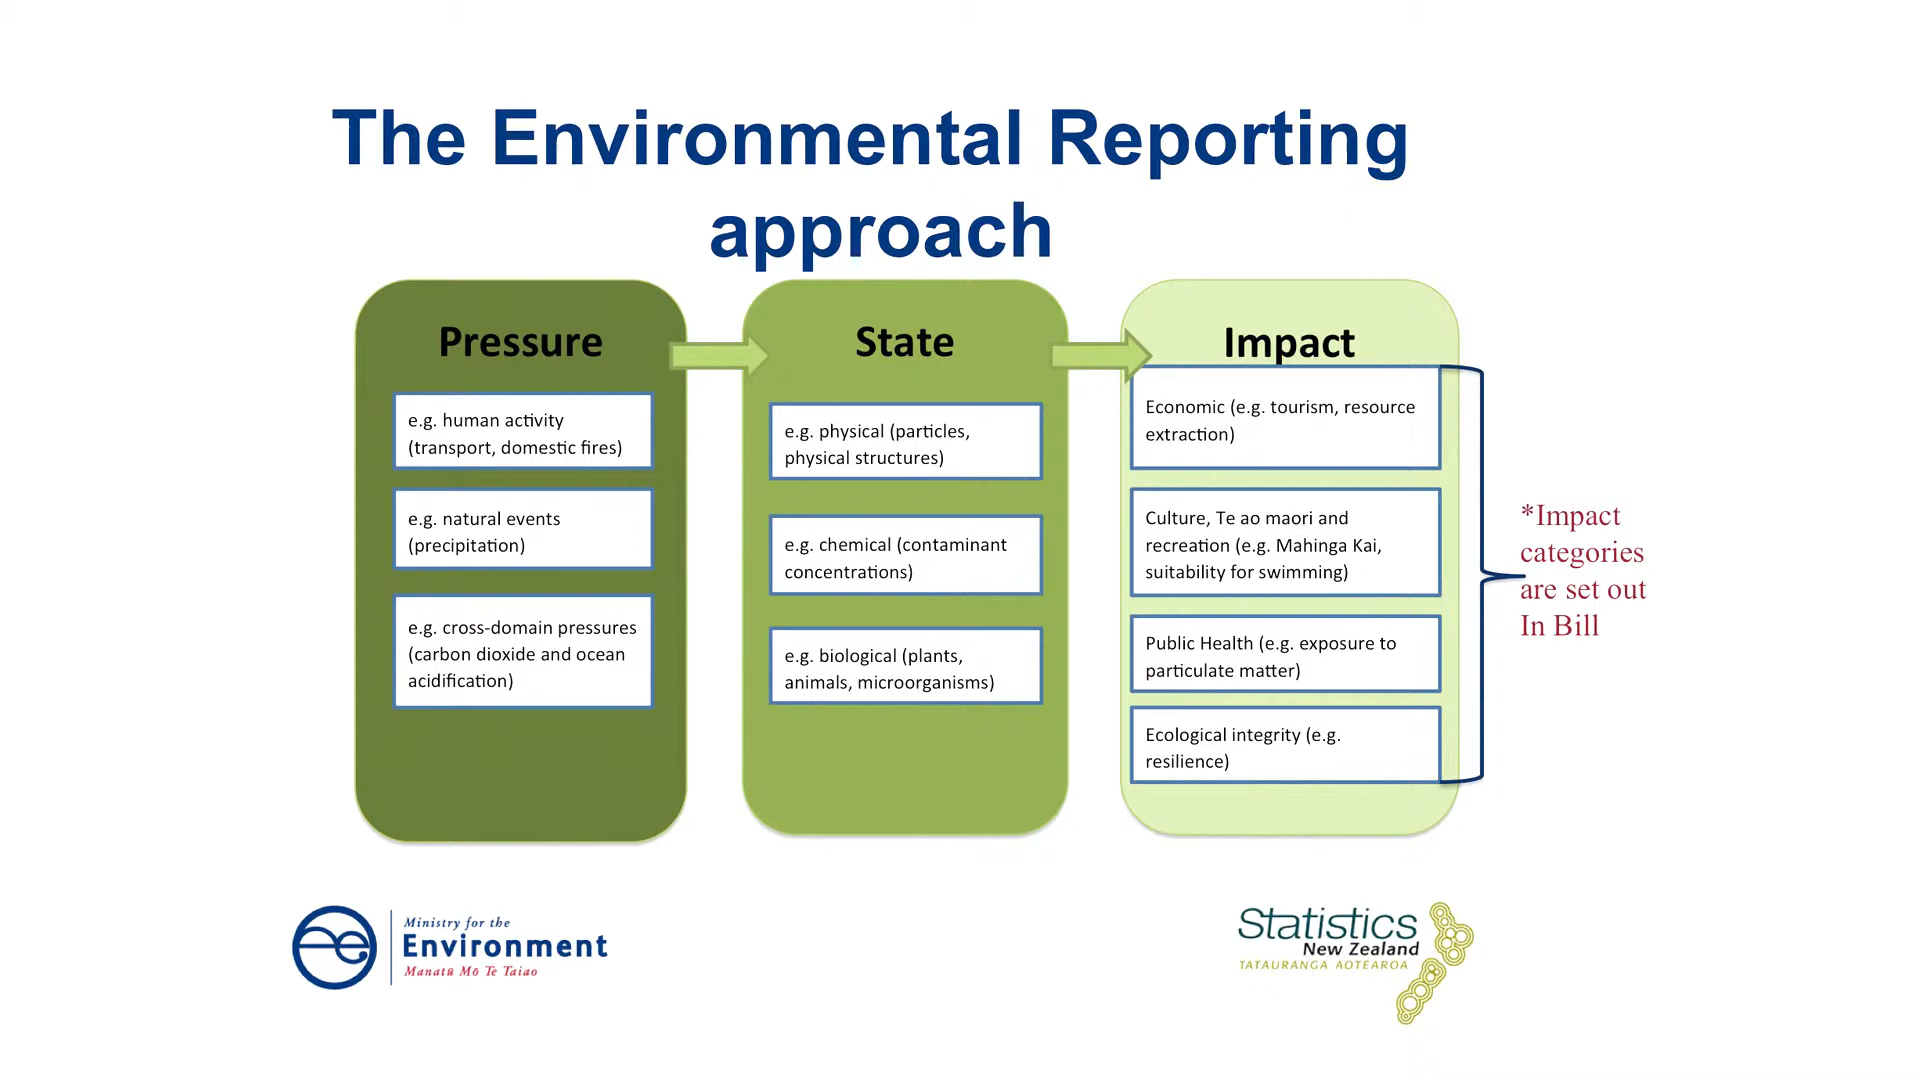 The Environmental Reporting
approach
Pressure
e.g. human activity
(transport, domestic fires)
e.g. natural events
(precipitation)
e.g. cross-domain pressures
(carbon dioxide and ocean
acidification)
State
e.g. physical (particles,
physical structures)
e.g. chemical (contaminant
concentrations)
e.g. biological (plants,
animals, microorganisms)
Impact
Economic (e.g. tourism, resource
extraction)
Culture, Te ao maori and
recreation (e.g. Mahinga Kai,
suitability for swimming)
Public Health (e.g. exposure to
particulate matter)
Ecological integrity (e.g.
resilience)
*Impact
categories
are set out
In Bill
Ministry for the
Environment
Manatū Mō Te Taiao
Statistics
New Zealand
TATAURANGA AOTEAROA